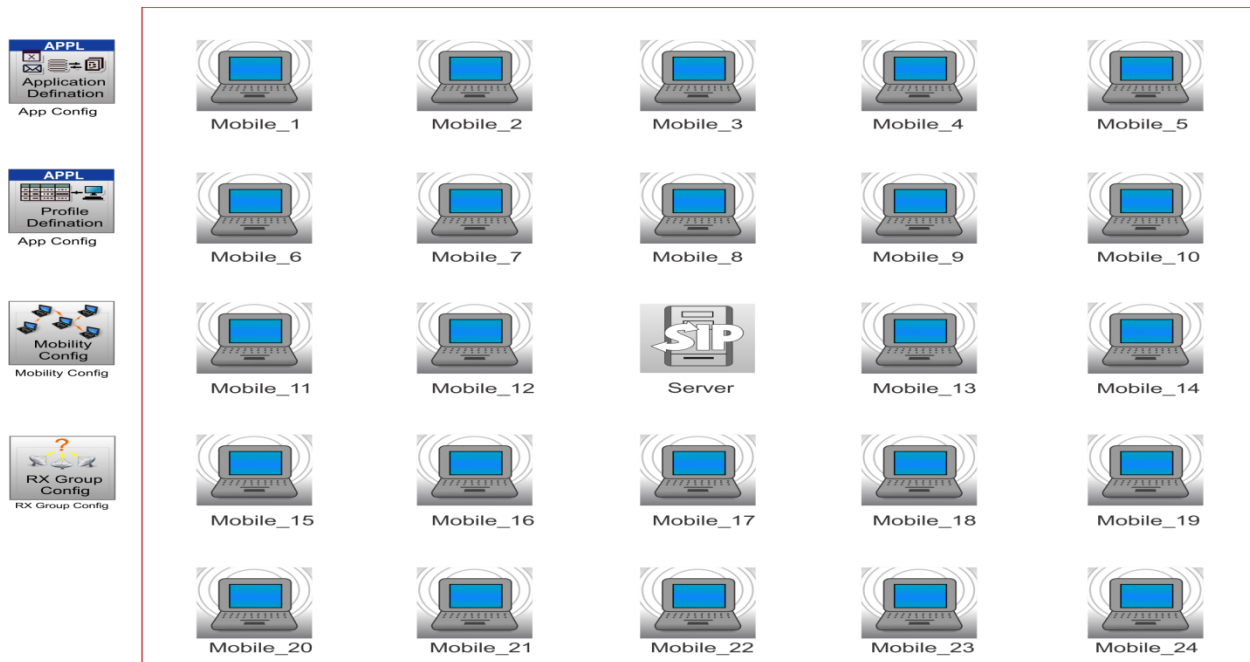 APPL
Application
Defination
App Config
Mobile_1
Mobile_2
Mobile_3
Mobile_4
Mobile_5
APPL
Profile
Defination
App Config
Mobile_6
Mobile_7
Mobile_8
Mobile_9
Mobile_10
Mobility
Config
Mobility Config
Mobile_11
Mobile_12
SIP
Server
Mobile_13
Mobile_14
?
RX Group
Config
RX Group Config
Mobile_15
Mobile_16
Mobile_17
Mobile_18
Mobile_19
Mobile_20
Mobile_21
Mobile_22
Mobile_23
Mobile_24